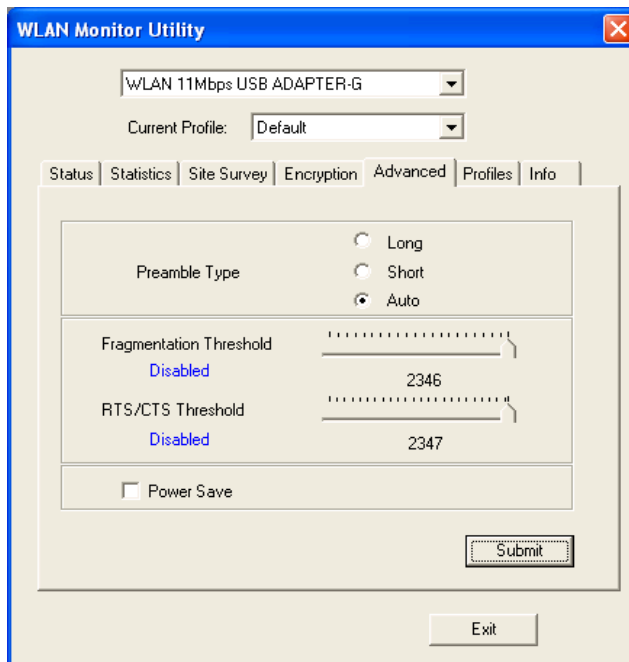 WLAN Monitor Utility
WLAN 11Mbps USB ADAPTER-G
Current Profile: Default
Status Statistics Site Survey Encryption Advanced Profiles Info
Long
Preamble Type Short
Auto
Fragmentation Threshold
Disabled
2346
RTS/CTS Threshold
Disabled
2347
Power Save
Submit
Exit